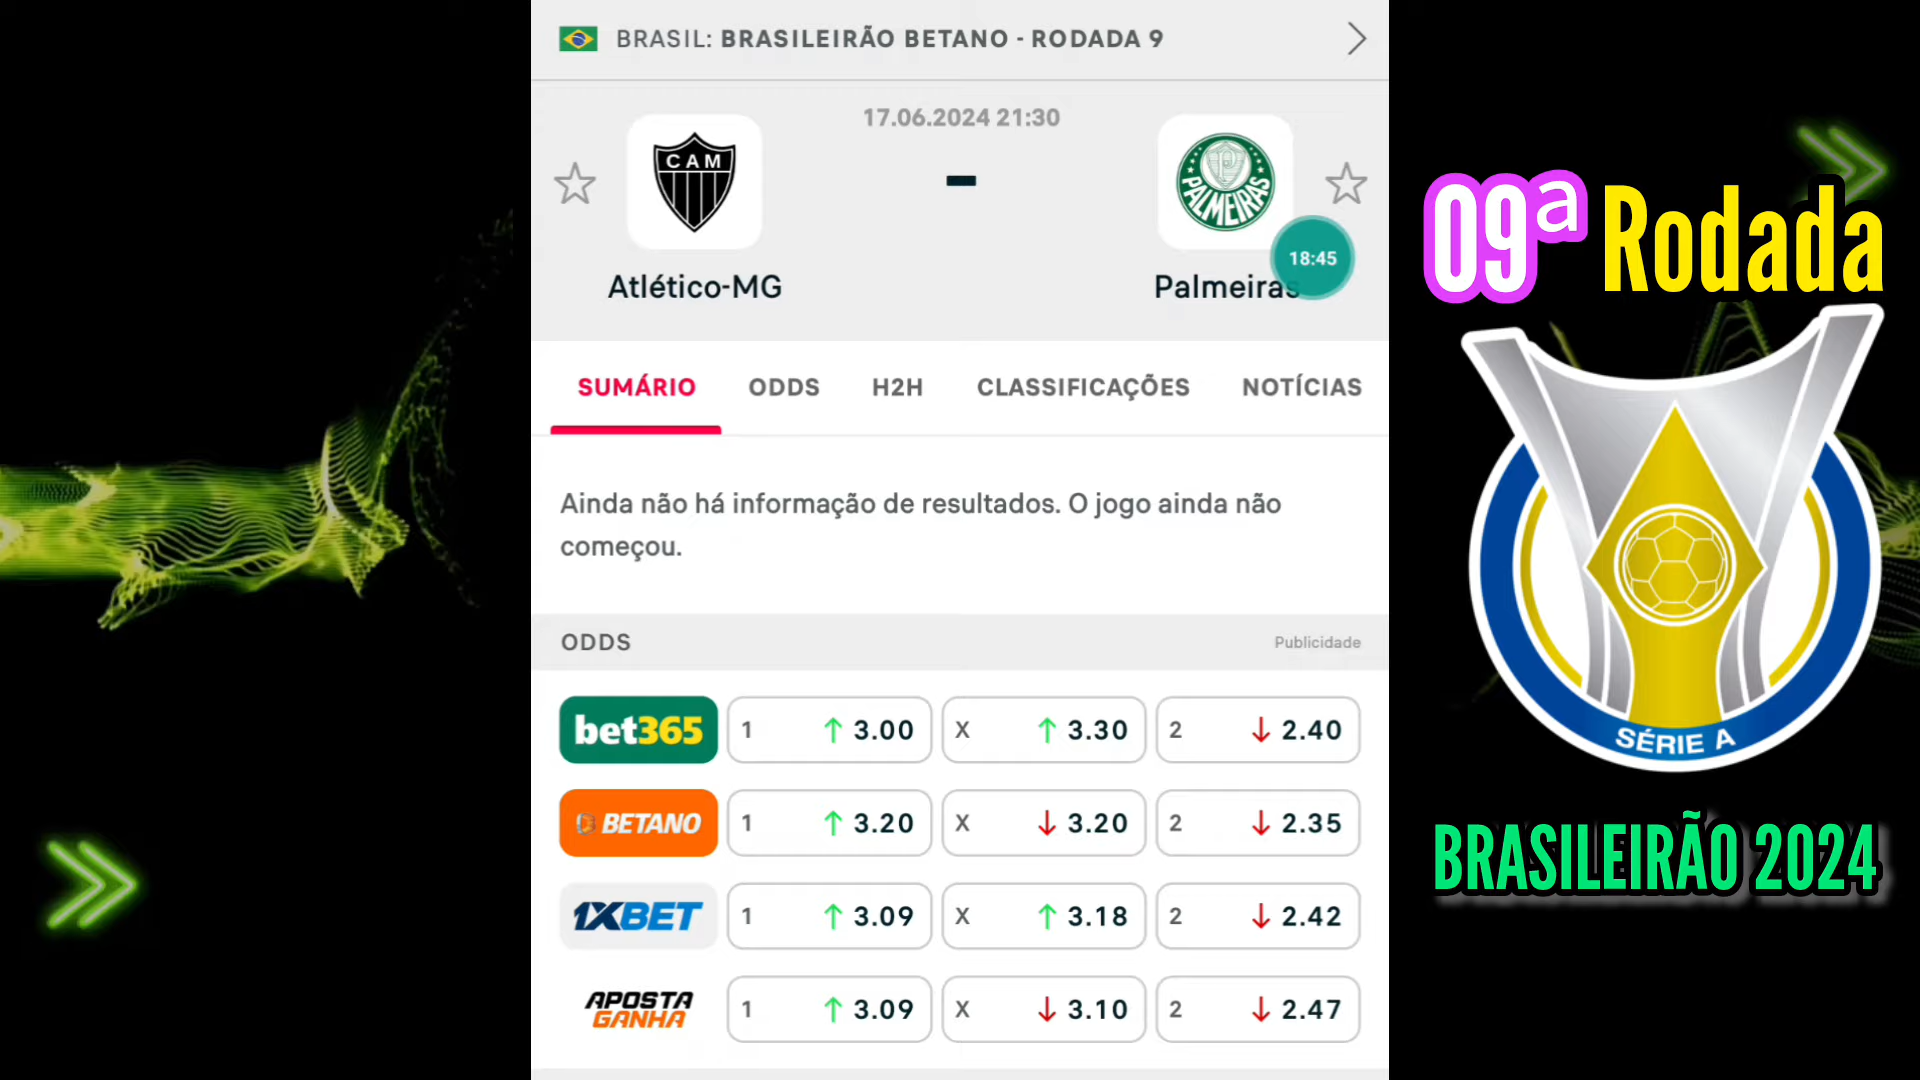 BRASIL: BRASILEIRÃO BETANO - RODADA 9
17.06.2024 21:30
CAM
PALMEIRAS
18:45
Atlético-MG
Palmeiras
SUMÁRIO ODDS H2H CLASSIFICAÇÕES NOTÍCIAS
Ainda não há informação de resultados. O jogo ainda não
começou.
ODDS Publicidade
bet365 1 ↑ 3.00 X ↑ 3.30 2 ↓ 2.40
BETANO 1 ↑ 3.20 X ↓ 3.20 2 ↓ 2.35
1XBET 1 ↑ 3.09 X ↑ 3.18 2 ↓ 2.42
APOSTA
GANHA 1 ↑ 3.09 X ↓ 3.10 2 ↓ 2.47
09ª Rodada
SÉRIE A
BRASILEIRÃO 2024